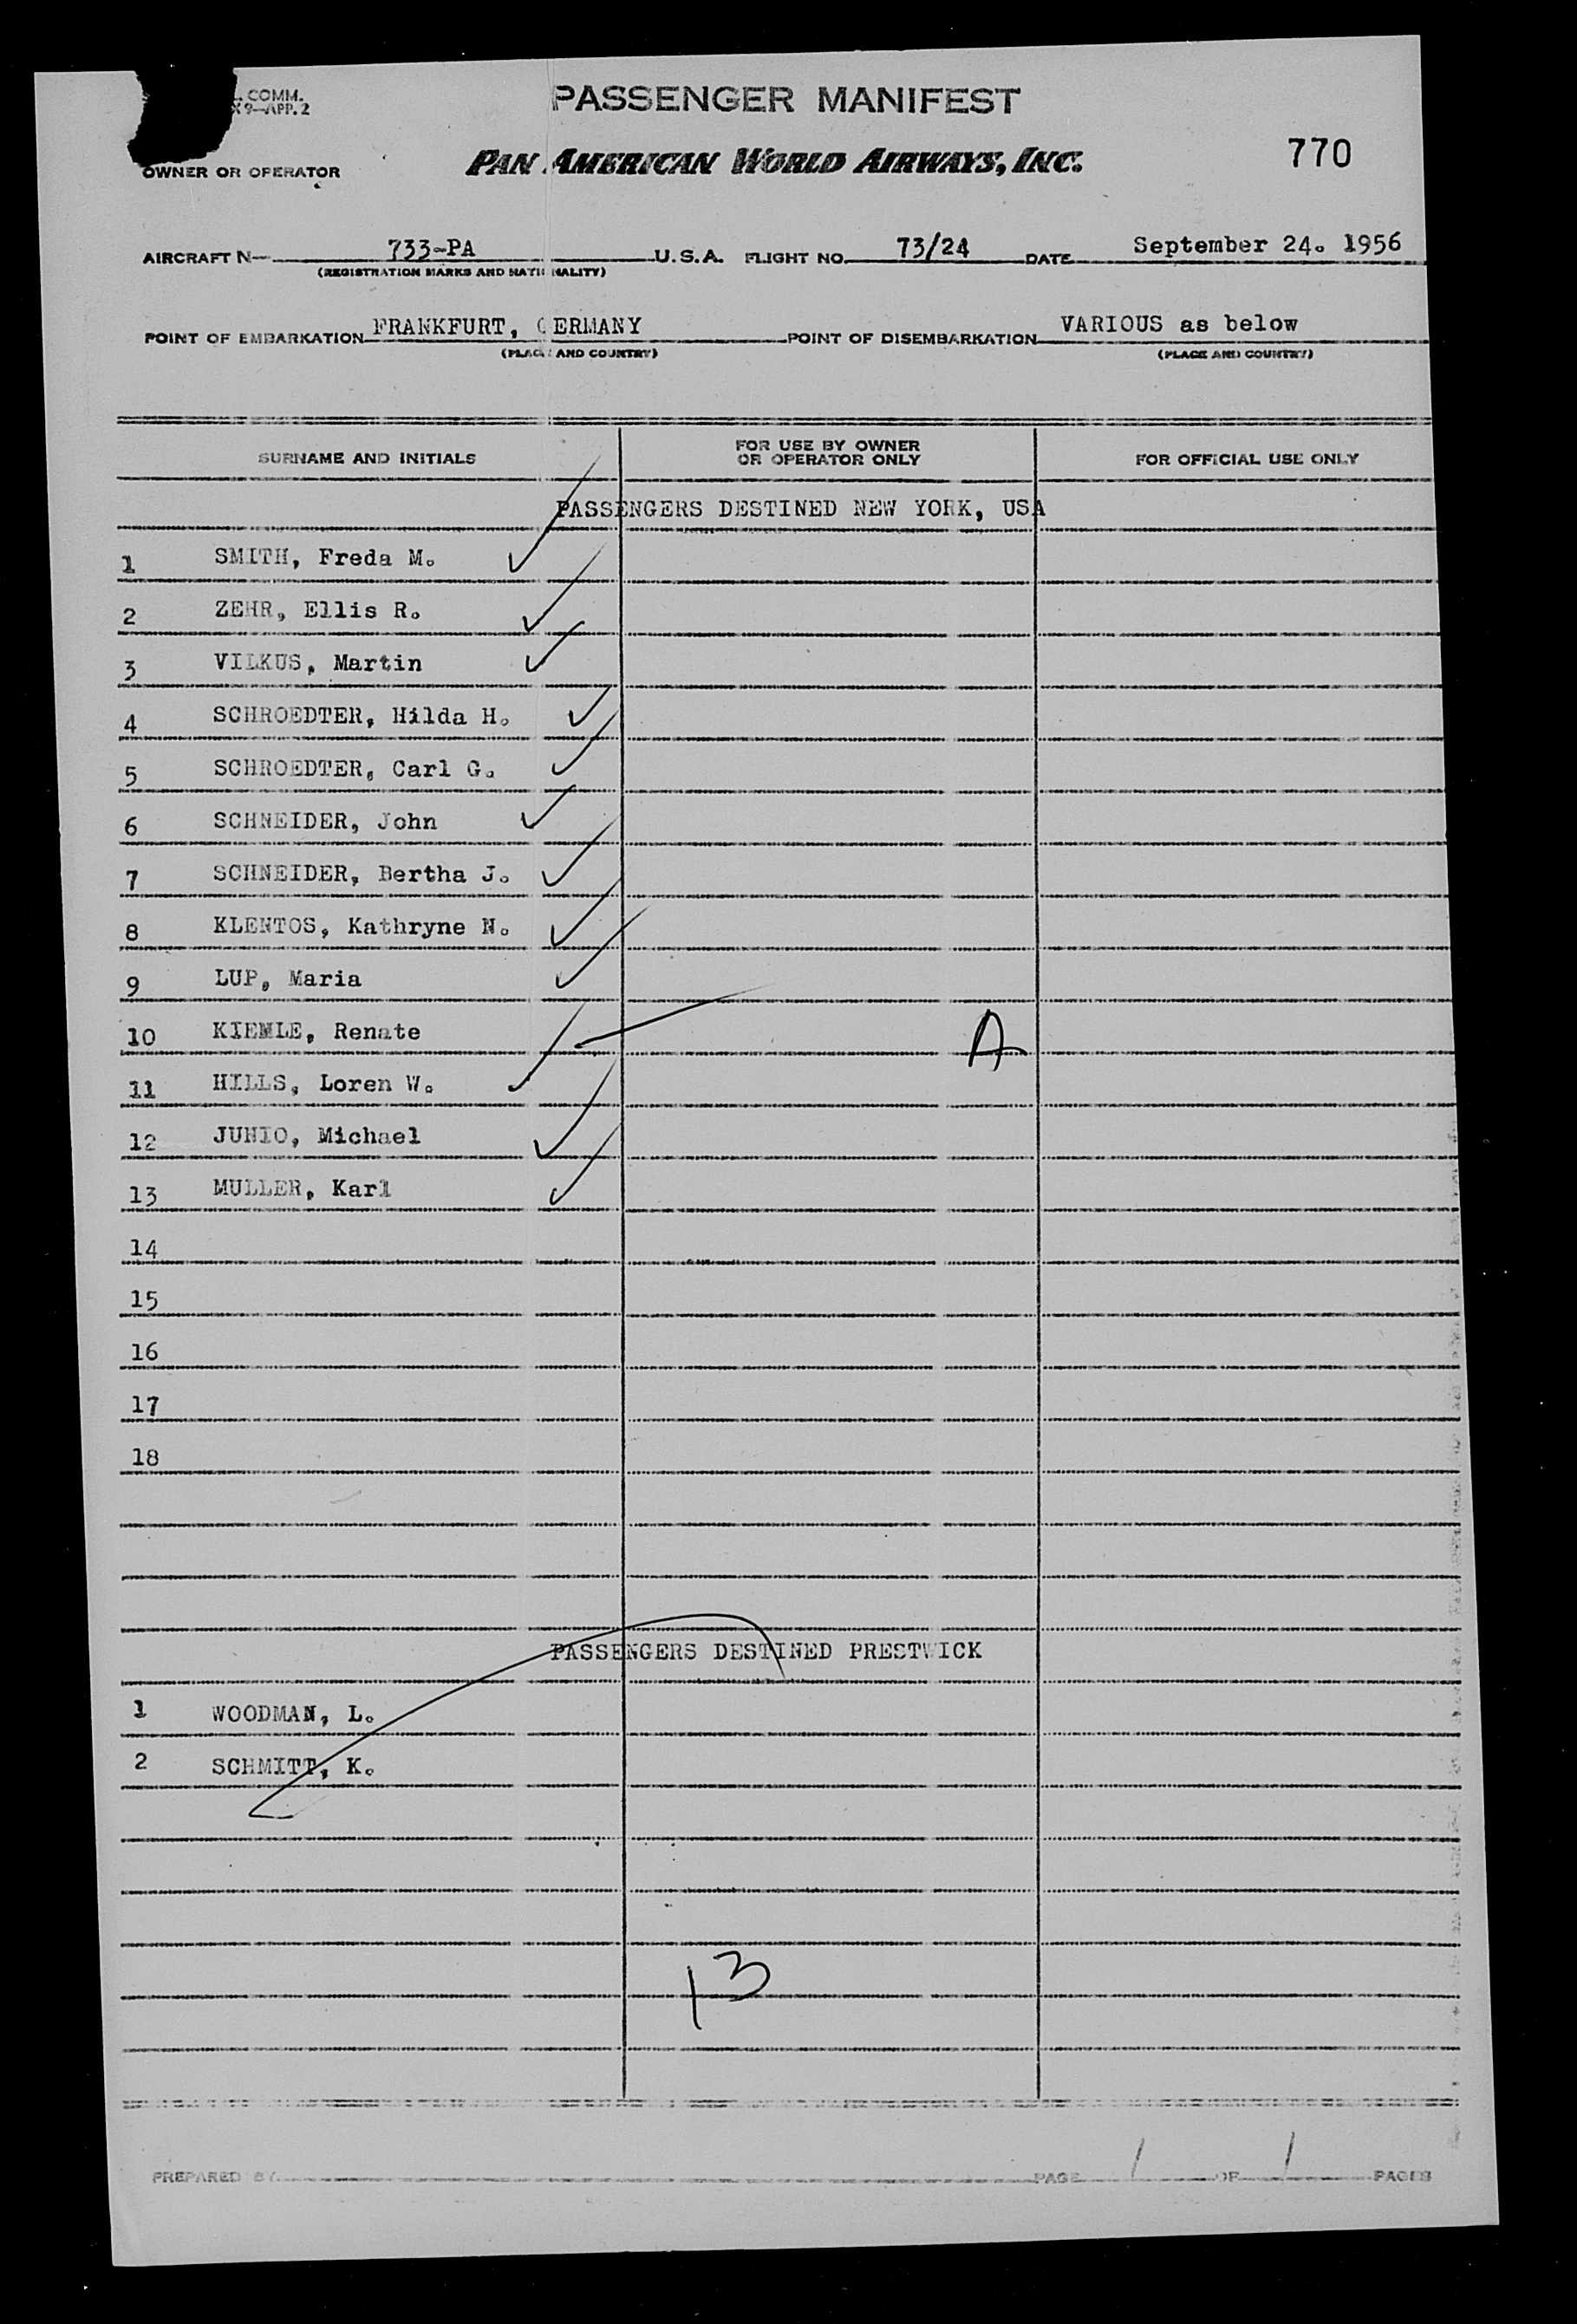 COMM.
9—APP. 2
PASSENGER MANIFEST
OWNER OR OPERATOR PAN AMERICAN WORLD AIRWAYS, INC. 770
AIRCRAFT N— 733-PA U.S.A. FLIGHT NO. 73/24 DATE September 24. 1956
(REGISTRATION MARKS AND NATIONALITY)
POINT OF EMBARKATION FRANKFURT, GERMANY POINT OF DISEMBARKATION VARIOUS as below
(PLACE AND COUNTRY) (PLACE AND COUNTRY)
SURNAME AND INITIALS FOR USE BY OWNER OR OPERATOR ONLY FOR OFFICIAL USE ONLY
PASSENGERS DESTINED NEW YORK, USA
1 SMITH, Freda M.
2 ZEHR, Ellis R.
3 VILKUS, Martin
4 SCHROEDTER, Hilda H.
5 SCHROEDTER, Carl G.
6 SCHNEIDER, John
7 SCHNEIDER, Bertha J.
8 KLENTOS, Kathryne N.
9 LUP, Maria
10 KIEMLE, Renate A
11 HILLS, Loren W.
12 JUHIO, Michael
13 MULLER, Karl
14
15
16
17
18
PASSENGERS DESTINED PRESTWICK
1 WOODMAN, L.
2 SCHMITT, K.
13
PREPARED BY PAGE 1 OF 1 PAGES